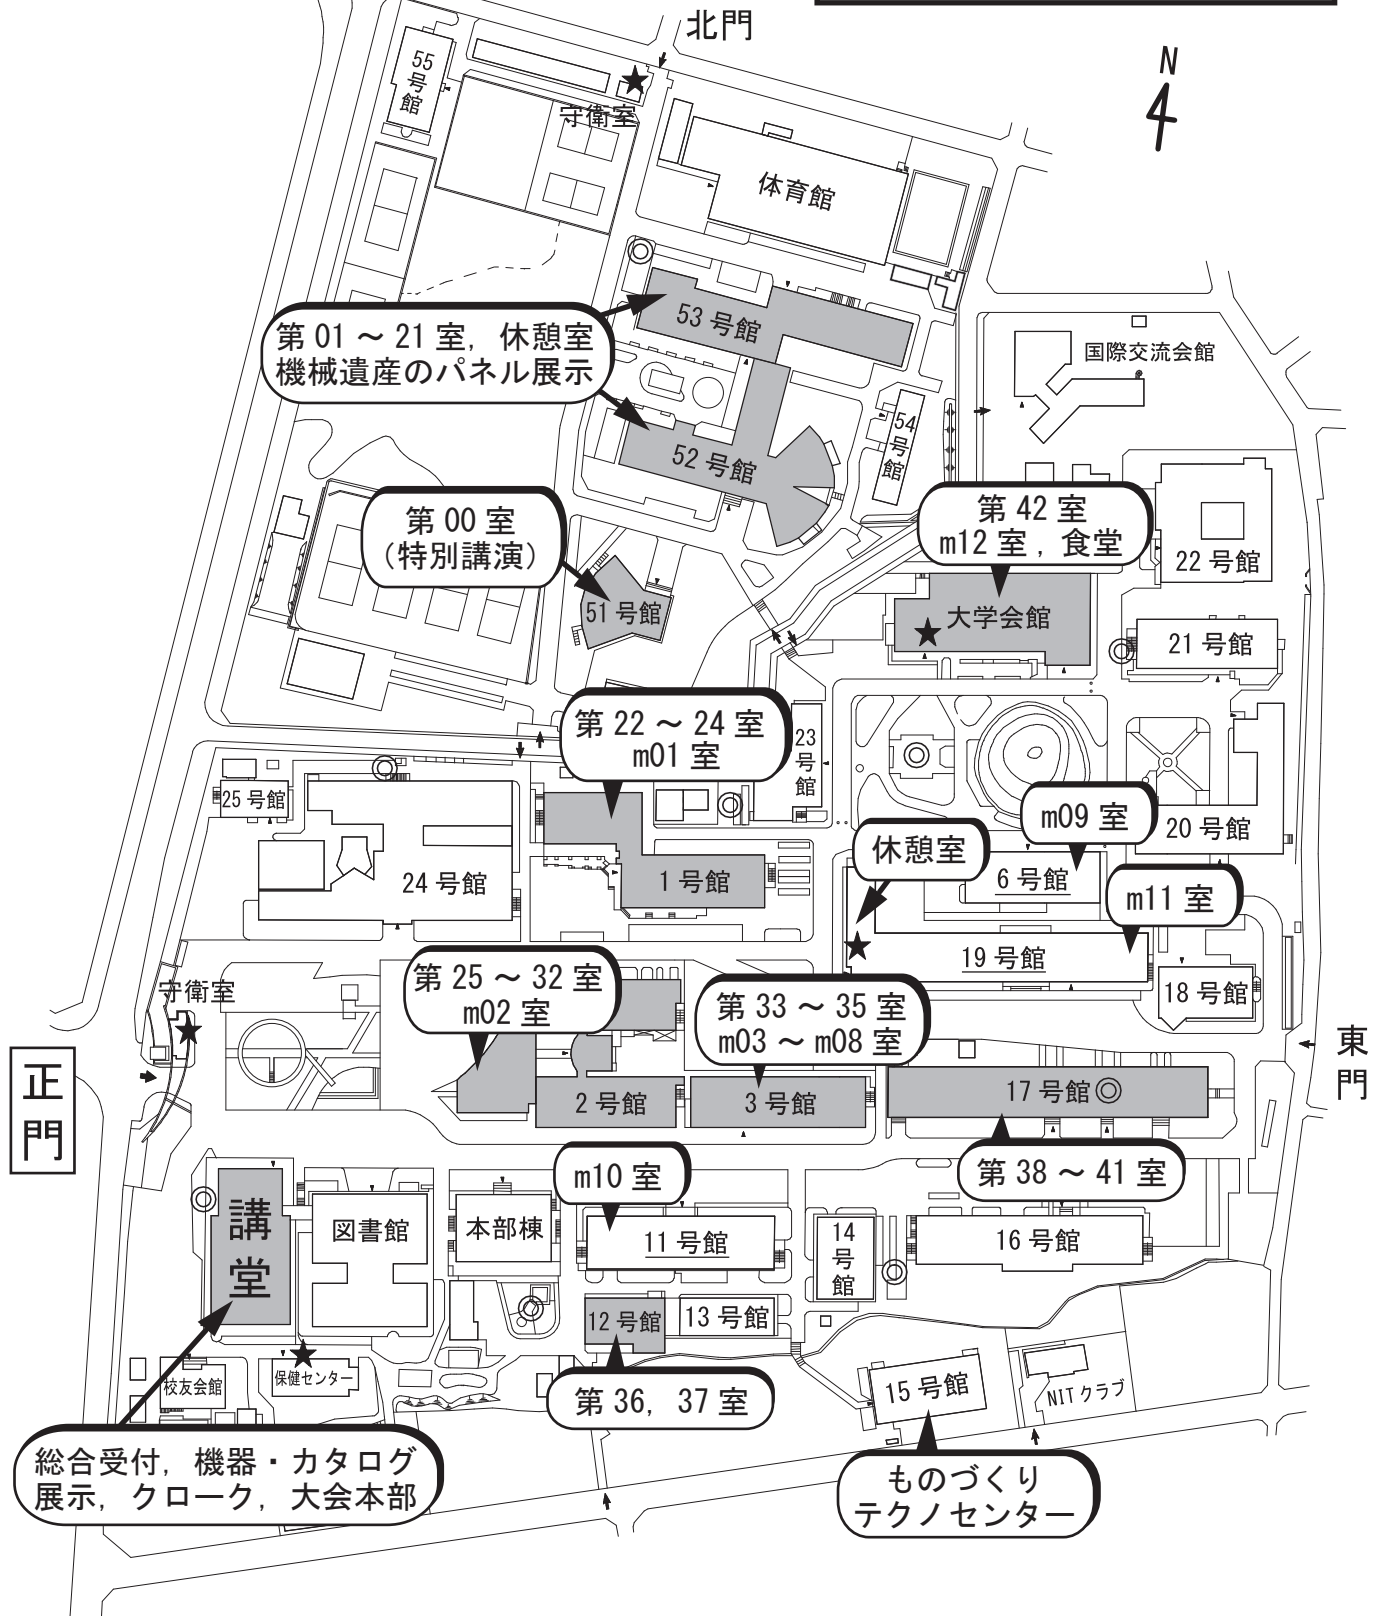 北門
N
55
号
館
守衛室
体育館
53 号館
第 01 ～ 21 室, 休憩室
機械遺産のパネル展示
国際交流会館
54
号
館
52 号館
第 00 室
(特別講演)
第 42 室
m12 室, 食堂
22 号館
51 号館
大学会館
21 号館
第 22 ～ 24 室
m01 室
23
号
館
25 号館
m09 室
20 号館
休憩室
24 号館
1 号館
6 号館
m11 室
19 号館
第 25 ～ 32 室
m02 室
守衛室
第 33 ～ 35 室
m03 ～ m08 室
18 号館
東
門
正
門
2 号館
3 号館
17 号館
m10 室
第 38 ～ 41 室
講
堂
図書館
本部棟
11 号館
14
号
館
16 号館
12 号館
13 号館
校友会館
保健センター
第 36, 37 室
15 号館
NIT クラブ
総合受付, 機器・カタログ
展示, クローク, 大会本部
ものづくり
テクノセンター